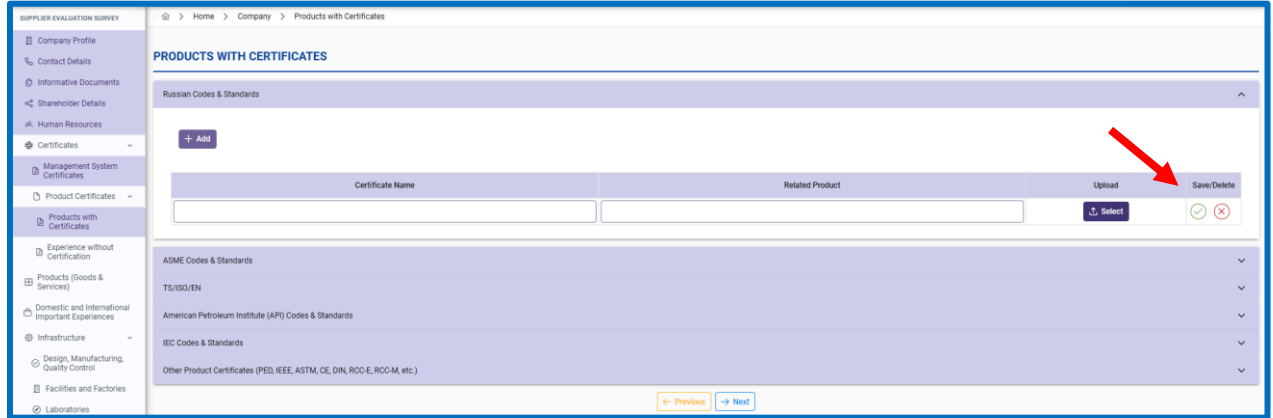 SUPPLIER EVALUATION SURVEY
Company Profile
Contact Details
Informative Documents
Shareholder Details
Human Resources
Certificates
Management System
Certificates
Product Certificates
Products with
Certificates
Experience without
Certification
Products (Goods &
Services)
Domestic and International
Important Experiences
Infrastructure
Design, Manufacturing,
Quality Control
Facilities and Factories
Laboratories
> Home > Company > Products with Certificates
PRODUCTS WITH CERTIFICATES
Russian Codes & Standards
+ Add
Certificate Name Related Product Upload Save/Delete
Select
ASME Codes & Standards
TS/ISO/EN
American Petroleum Institute (API) Codes & Standards
IEC Codes & Standards
Other Product Certificates (PED, IEEE, ASTM, CE, DIN, RCC-E, RCC-M, etc.)
← Previous → Next